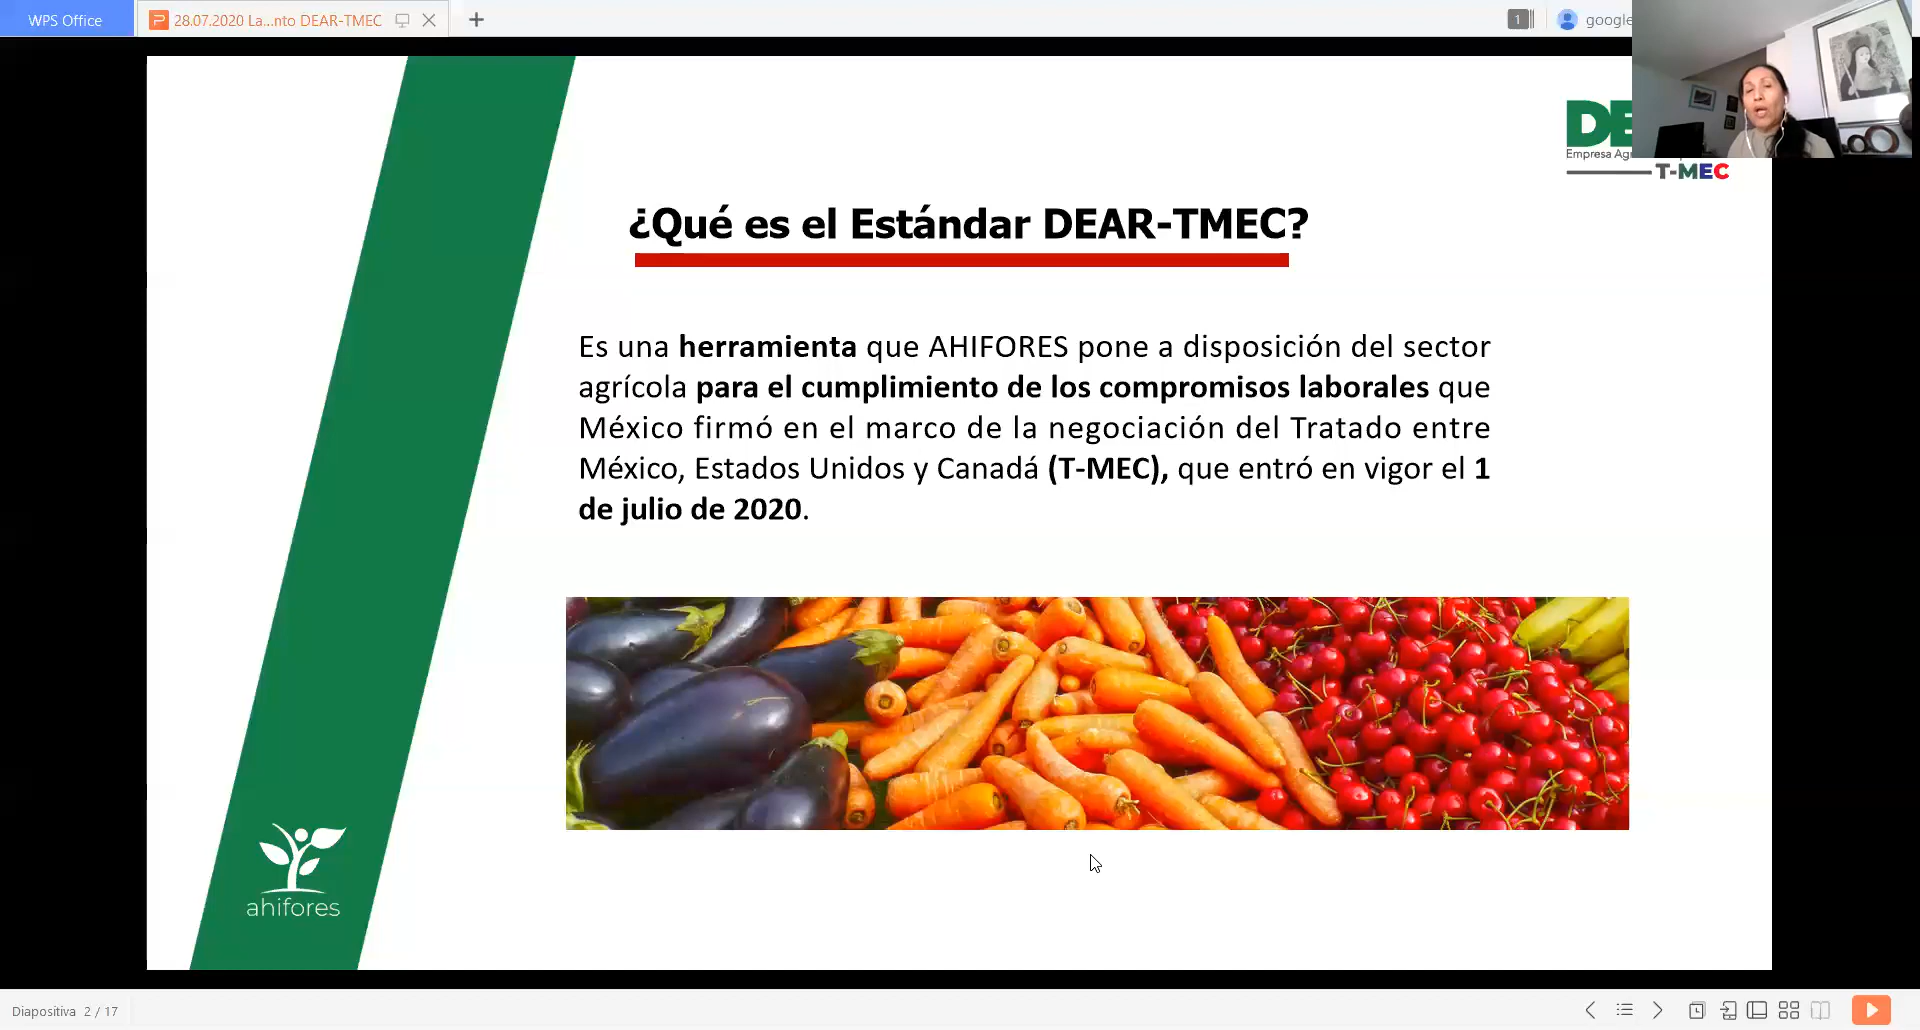 WPS Office
28.07.2020 La...nto DEAR-TMEC
1
google
DE
Empresa Agr
T-MEC
¿Qué es el Estándar DEAR-TMEC?
Es una herramienta que AHIFORES pone a disposición del sector
agrícola para el cumplimiento de los compromisos laborales que
México firmó en el marco de la negociación del Tratado entre
México, Estados Unidos y Canadá (T-MEC), que entró en vigor el 1
de julio de 2020.
ahifores
Diapositiva 2 / 17